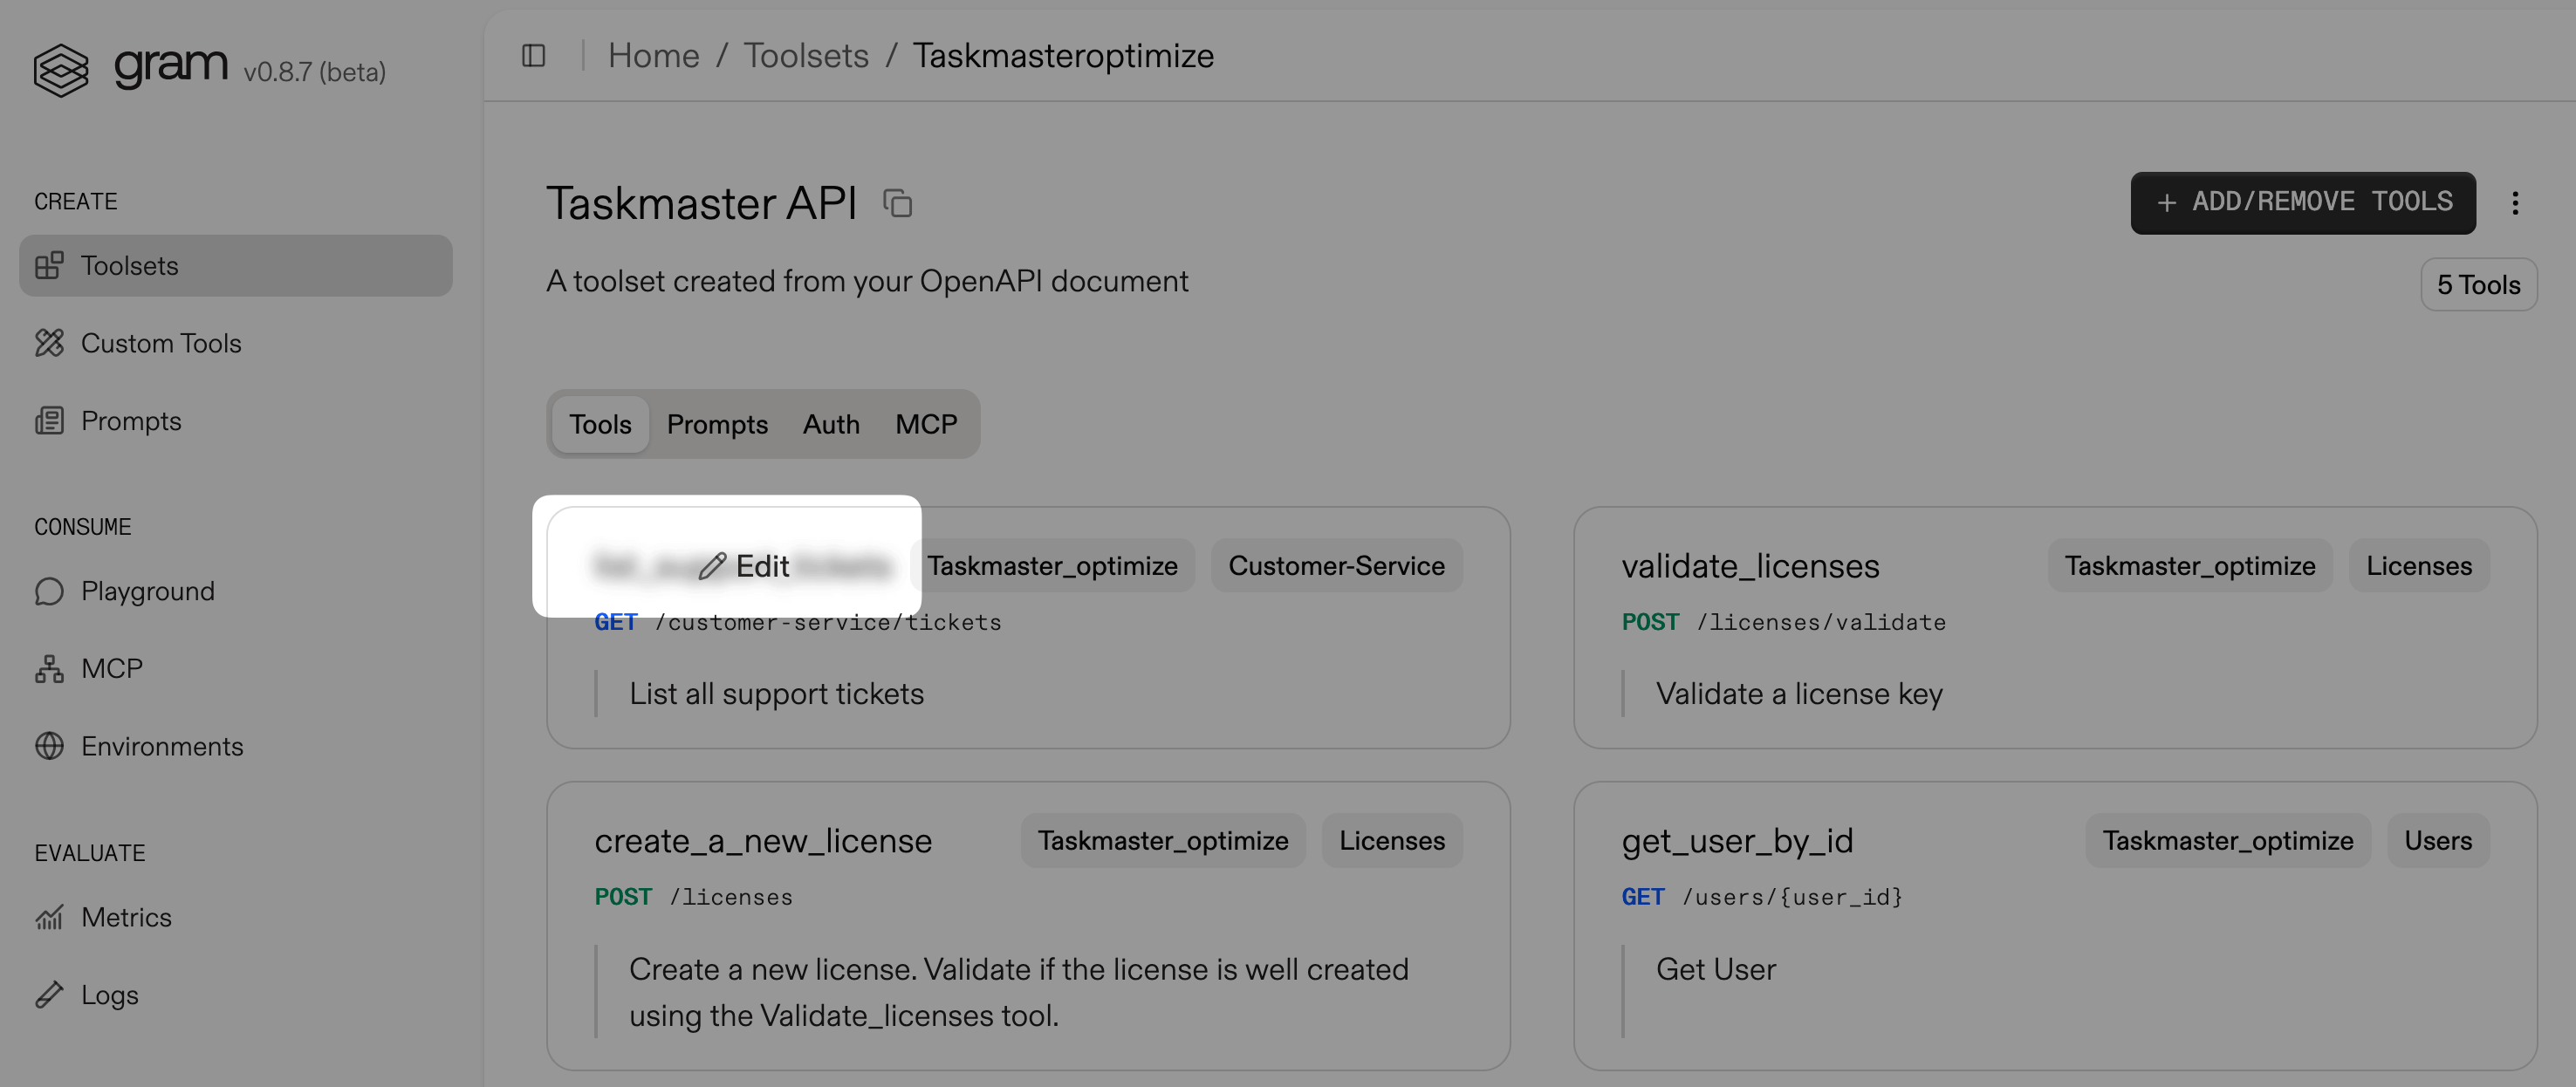 gram v0.8.7 (beta)
Home / Toolsets / Taskmasteroptimize
CREATE
Toolsets
Custom Tools
Prompts
CONSUME
Playground
MCP
Environments
EVALUATE
Metrics
Logs
Taskmaster API
+ ADD/REMOVE TOOLS
A toolset created from your OpenAPI document
5 Tools
Tools Prompts Auth MCP
Edit Taskmaster_optimize Customer-Service
GET /customer-service/tickets
List all support tickets
validate_licenses Taskmaster_optimize Licenses
POST /licenses/validate
Validate a license key
create_a_new_license Taskmaster_optimize Licenses
POST /licenses
Create a new license. Validate if the license is well created
using the Validate_licenses tool.
get_user_by_id Taskmaster_optimize Users
GET /users/{user_id}
Get User